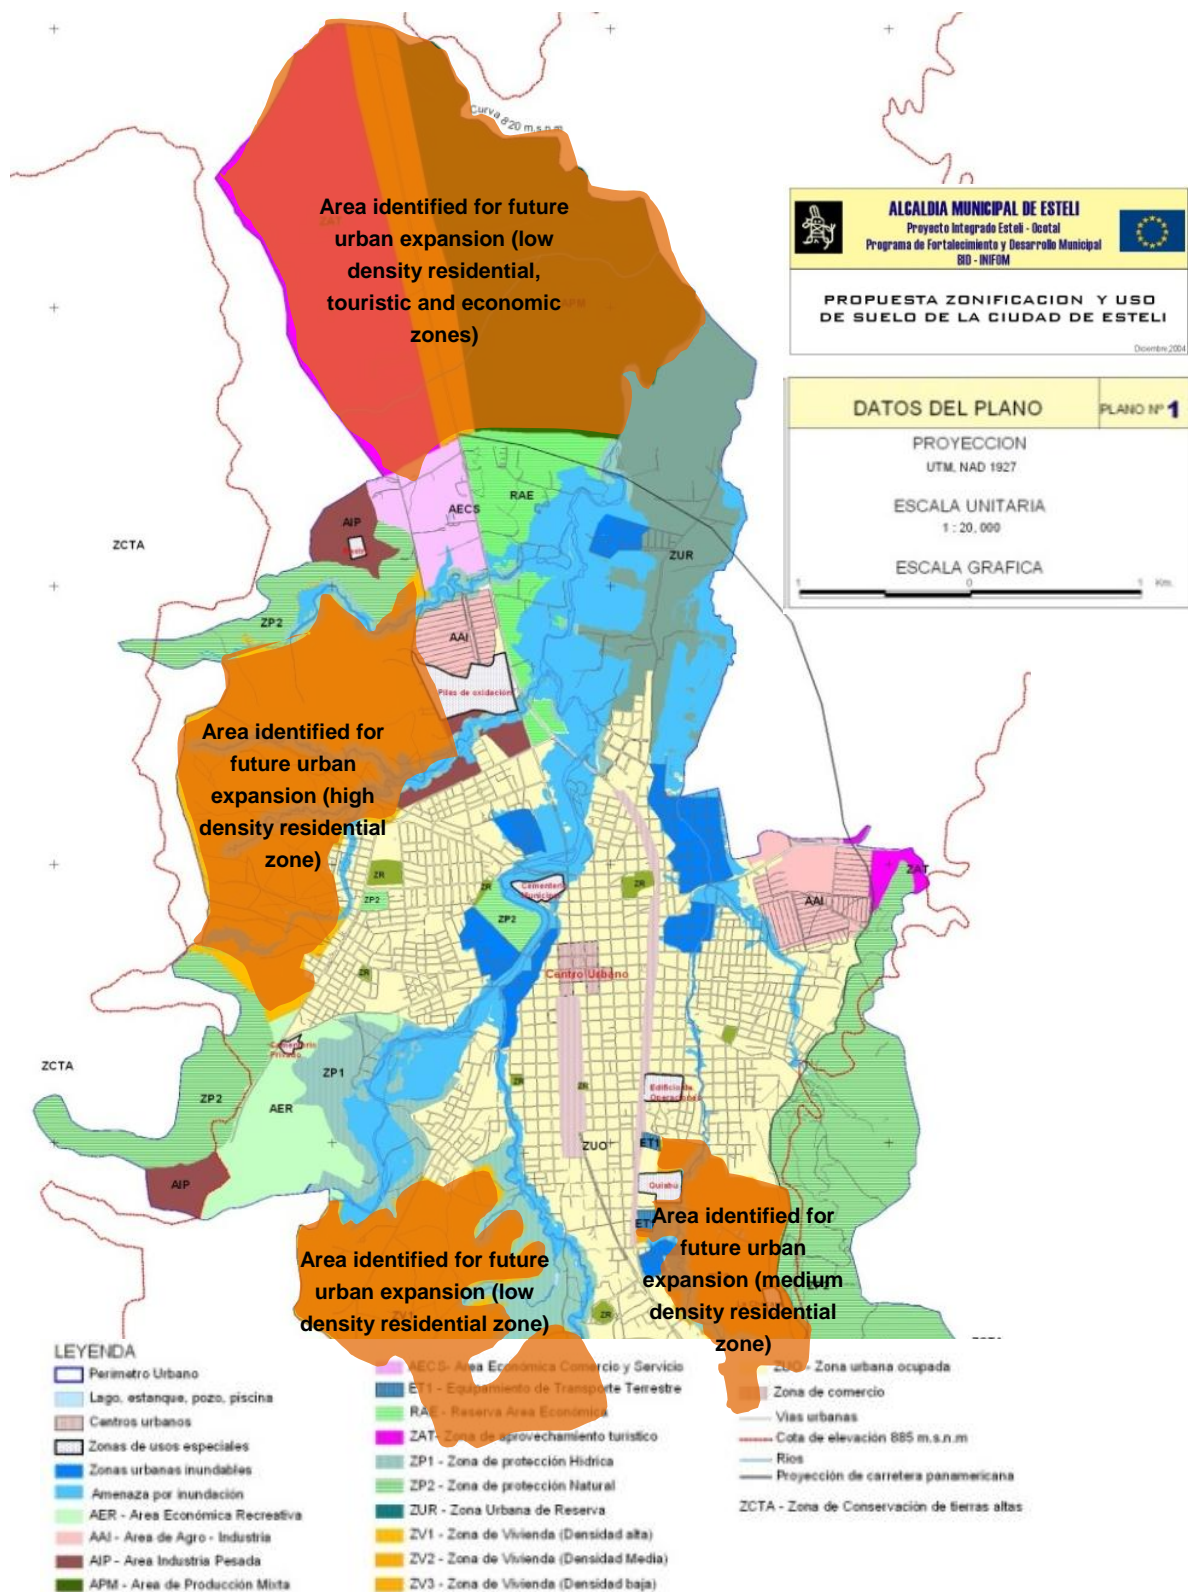 Curva 820 m.s.n.m
Area identified for future
urban expansion (low
density residential,
touristic and economic
zones)
ZAT
APM
ALCALDIA MUNICIPAL DE ESTELI
Proyecto Integrado Esteli - Ocotal
Programa de Fortalecimiento y Desarrollo Municipal
BID - INIFOM
PROPUESTA ZONIFICACION Y USO
DE SUELO DE LA CIUDAD DE ESTELI
Diciembre, 2004
DATOS DEL PLANO
PLANO Nº 1
PROYECCION
UTM, NAD 1927
ESCALA UNITARIA
1 : 20, 000
ESCALA GRAFICA
1 0 1 Km.
RAE
AECS
AIP
ZCTA
ZUR
ZP2
AAI
Pilas de oxidación
Area identified for
future urban
expansion (high
density residential
zone)
ZR
ZP2
ZR
Cementerio
Municipal
ZP2
ZR
ZAT
AAI
ZR
Centro Urbano
Cementerio
Privado
ZP1
ZCTA
ZP2
AER
ZR
ZR
Edificio de
Operaciones
ZUO
ET1
AIP
Quiabú
ET1
Area identified for
future urban
expansion (medium
density residential
zone)
Area identified for future
urban expansion (low
density residential zone)
ZP2
ZR
ZCTA
LEYENDA
Perimetro Urbano
Lago, estanque, pozo, piscina
Centros urbanos
Zonas de usos especiales
Zonas urbanas inundables
Amenaza por inundación
AER - Area Económica Recreativa
AAI - Area de Agro - Industria
AIP - Area Industria Pesada
APM - Area de Producción Mixta
AECS- Area Económica Comercio y Servicio
ET1 - Equipamiento de Transporte Terrestre
RAE - Reserva Area Económica
ZAT- Zona de aprovechamiento turistico
ZP1 - Zona de protección Hidrica
ZP2 - Zona de protección Natural
ZUR - Zona Urbana de Reserva
ZV1 - Zona de Vivienda (Densidad alta)
ZV2 - Zona de Vivienda (Densidad Media)
ZV3 - Zona de Vivienda (Densidad baja)
ZUO - Zona urbana ocupada
Zona de comercio
Vias urbanas
Cota de elevación 885 m.s.n.m
Rios
Proyección de carretera panamericana
ZCTA - Zona de Conservación de tierras altas